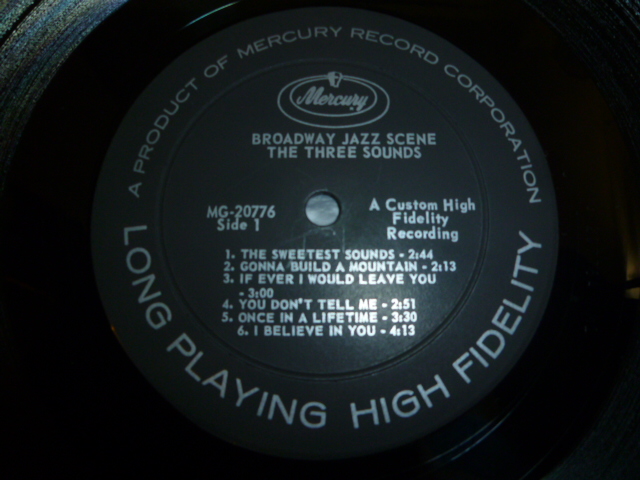 A PRODUCT OF MERCURY RECORD CORPORATION
Mercury
BROADWAY JAZZ SCENE
THE THREE SOUNDS
MG-20776
Side 1
A Custom High
Fidelity
Recording
1. THE SWEETEST SOUNDS - 2:44
2. GONNA BUILD A MOUNTAIN - 2:13
3. IF EVER I WOULD LEAVE YOU
- 3:00
4. YOU DON'T TELL ME - 2:51
5. ONCE IN A LIFETIME - 3:30
6. I BELIEVE IN YOU - 4:13
LONG PLAYING HIGH FIDELITY